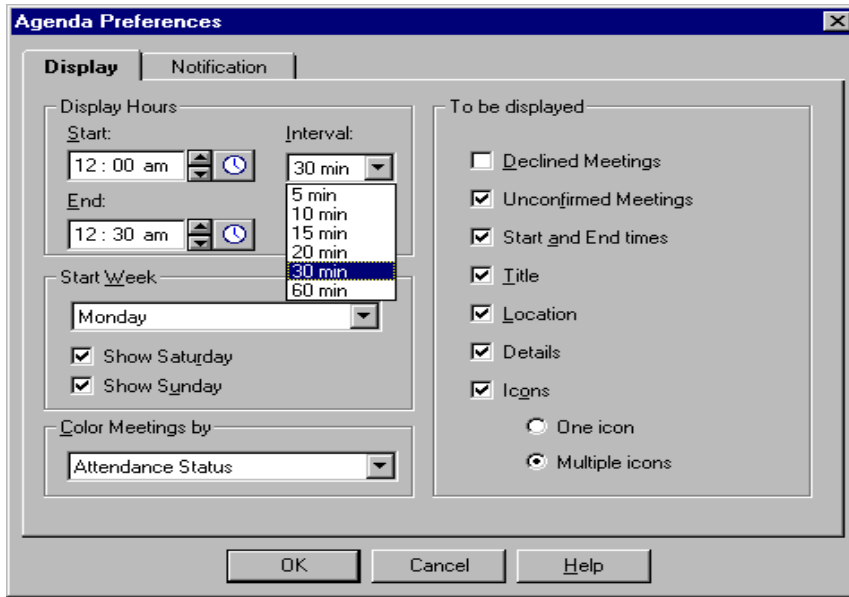 Agenda Preferences
Display
Notification
Display Hours
Start:
Interval:
12 : 00 am
30 min
5 min
10 min
15 min
20 min
30 min
60 min
End:
12 : 30 am
Start Week
Monday
Show Saturday
Show Sunday
Color Meetings by
Attendance Status
To be displayed
Declined Meetings
Unconfirmed Meetings
Start and End times
Title
Location
Details
Icons
One icon
Multiple icons
OK
Cancel
Help